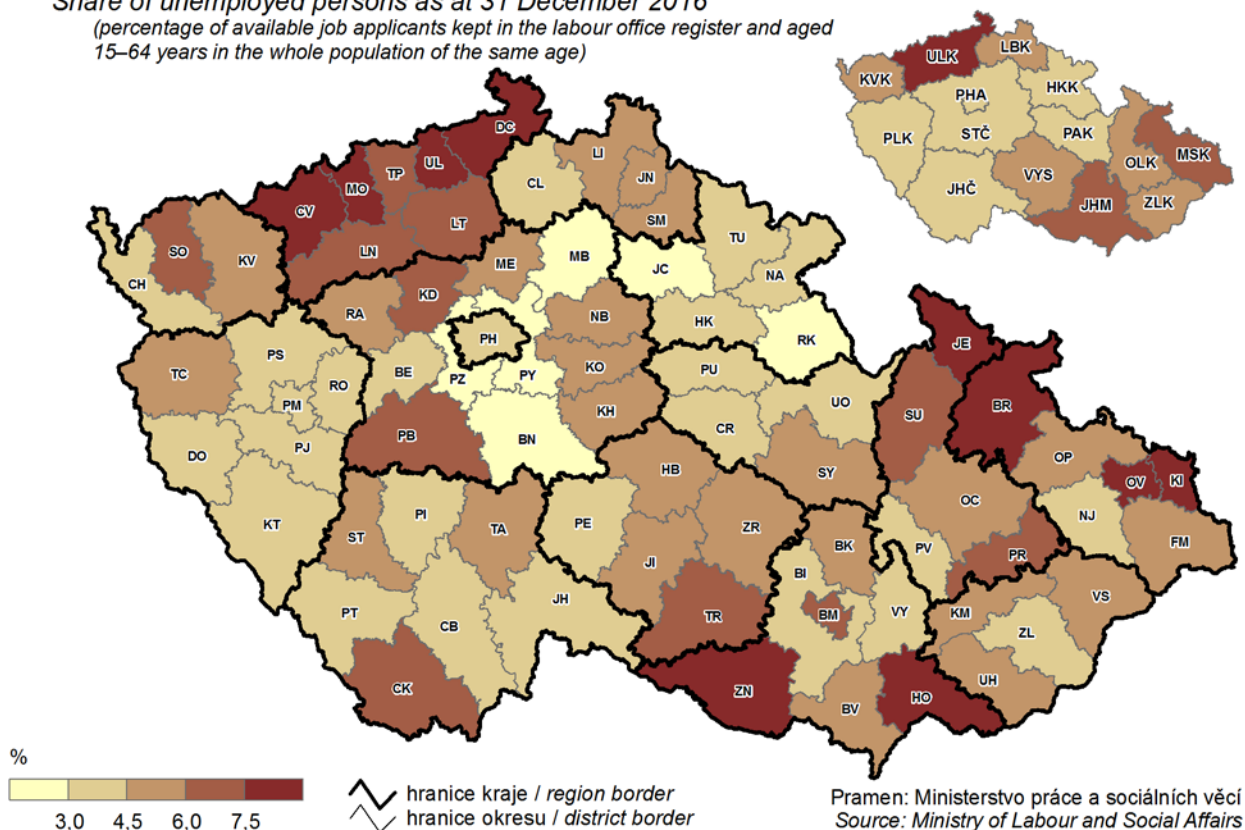 Share of unemployed persons as at 31 December 2016
(percentage of available job applicants kept in the labour office register and aged
15–64 years in the whole population of the same age)
KVK
ULK
LBK
PHA
HKK
PLK
STČ
PAK
JHČ
VYS
OLK
MSK
JHM
ZLK
DC
UL
TP
MO
CV
LT
LN
CL
LI
JN
SM
SO
KV
CH
TU
NA
JC
MB
ME
KD
RA
HK
RK
NB
PH
PS
TC
RO
PM
BE
PZ
PY
KO
PU
UO
JE
BR
SU
KH
CR
DO
PJ
PB
BN
HB
SY
OP
OV
KI
KT
ST
PI
TA
PE
ZR
OC
NJ
FM
JI
BK
PV
PR
BI
VS
PT
CB
JH
TR
BM
VY
KM
ZL
CK
ZN
BV
HO
UH
%
3.0 4.5 6.0 7.5
hranice kraje / region border
hranice okresu / district border
Pramen: Ministerstvo práce a sociálních věcí
Source: Ministry of Labour and Social Affairs